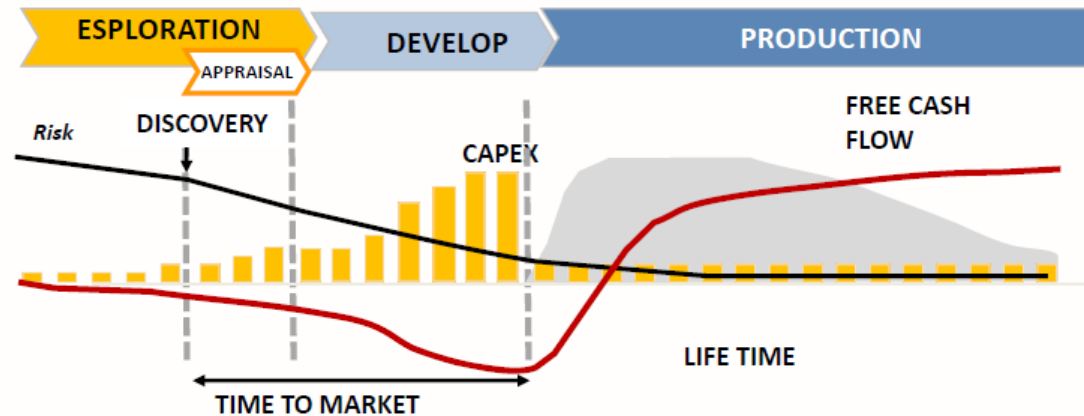 ESPLORATION
DEVELOP
PRODUCTION
APPRAISAL
Risk
DISCOVERY
CAPEX
FREE CASH
FLOW
LIFE TIME
TIME TO MARKET